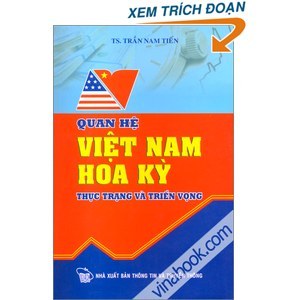 XEM TRÍCH ĐOẠN
TS. TRẦN NAM TIẾN
QUAN HỆ
VIỆT NAM
HOA KỲ
THỰC TRẠNG VÀ TRIỂN VỌNG
vinabook.com
NHÀ XUẤT BẢN THÔNG TIN VÀ TRUYỀN THÔNG